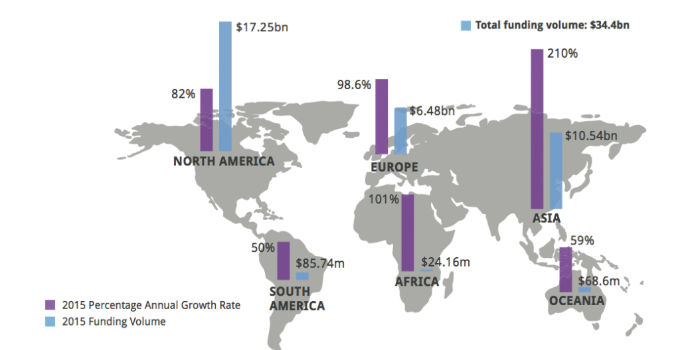 $17.25bn
Total funding volume: $34.4bn
210%
82%
98.6%
$6.48bn
$10.54bn
NORTH AMERICA
EUROPE
101%
ASIA
50%
$85.74m
$24.16m
59%
AFRICA
$68.6m
SOUTH
AMERICA
OCEANIA
2015 Percentage Annual Growth Rate
2015 Funding Volume